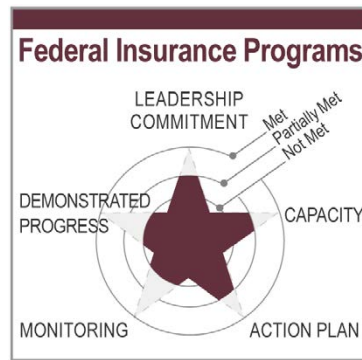 Federal Insurance Programs
LEADERSHIP
COMMITMENT
Met
Partially Met
Not Met
DEMONSTRATED
PROGRESS
CAPACITY
MONITORING
ACTION PLAN